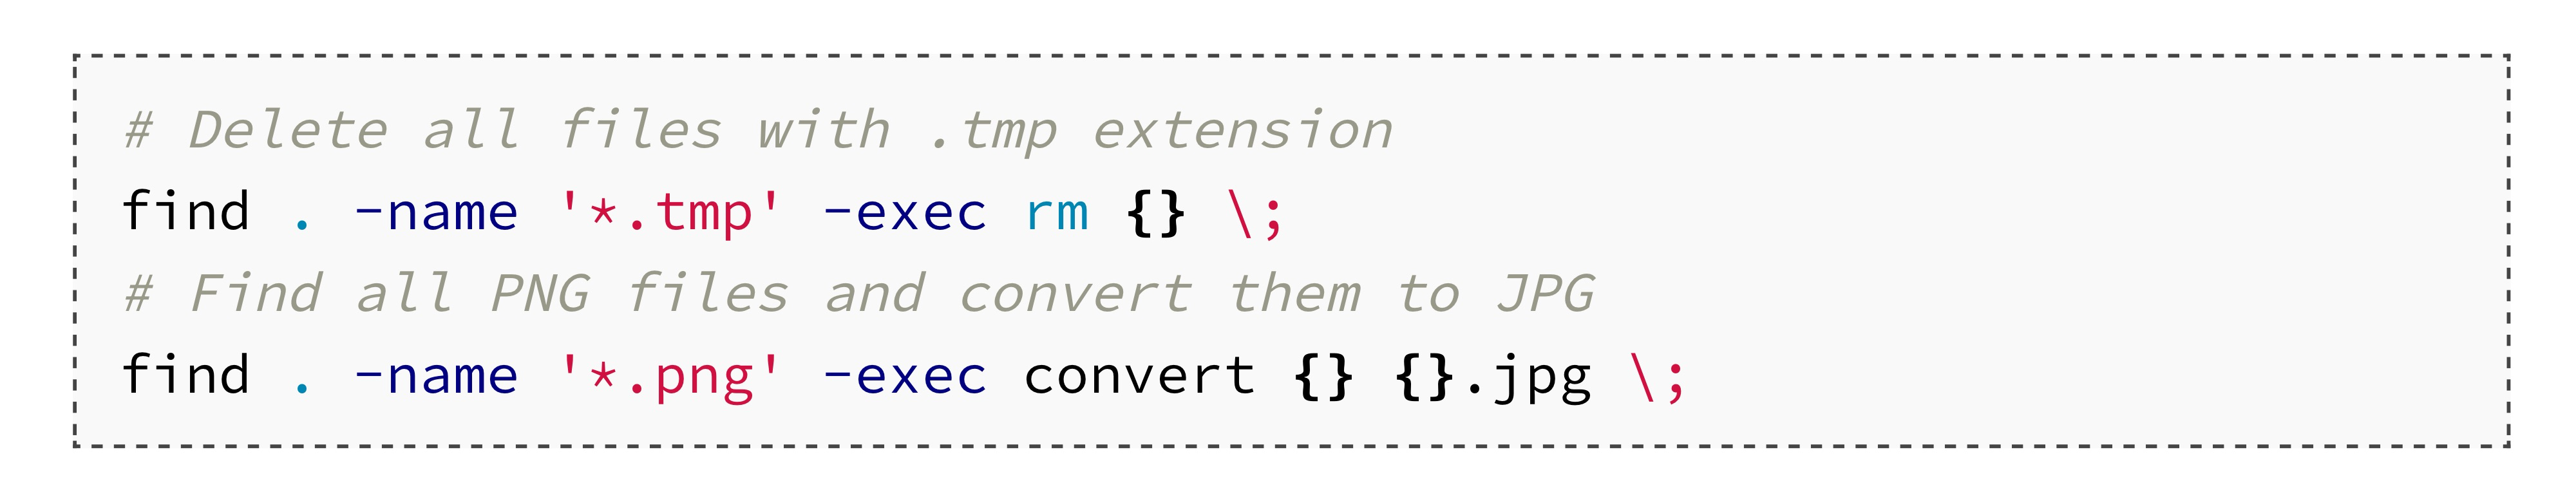 # Delete all files with .tmp extension
find . -name '*.tmp' -exec rm {} \;
# Find all PNG files and convert them to JPG
find . -name '*.png' -exec convert {} {}.jpg \;